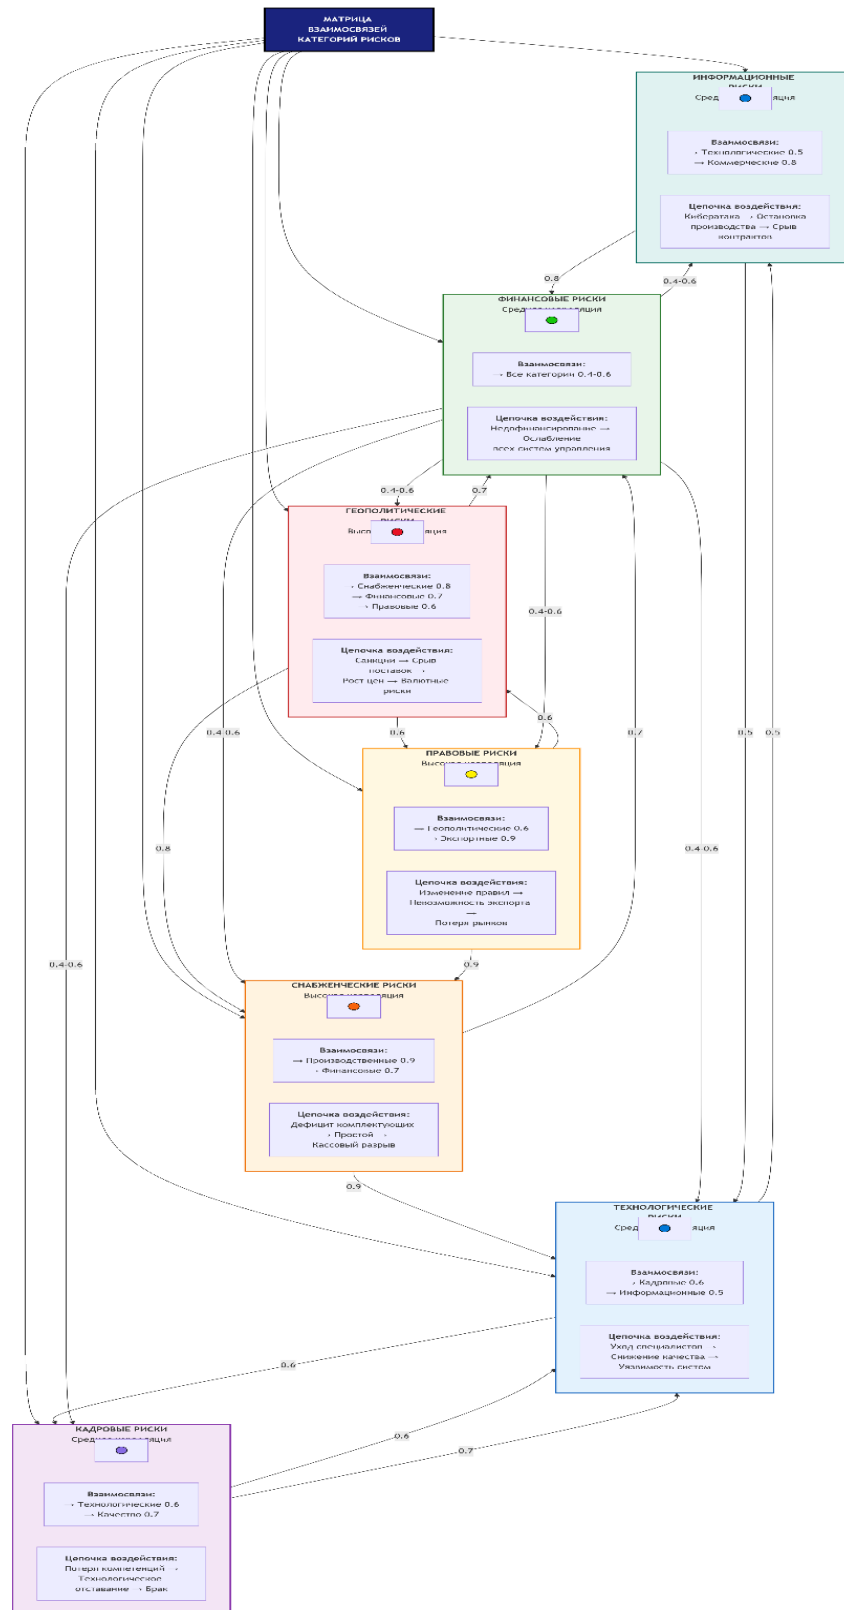 МАТРИЦА
ВЗАИМОСВЯЗЕЙ
КАТЕГОРИЙ РИСКОВ
ИНФОРМАЦИОННЫЕ
РИСКИ
Взаимосвязи:
→ Технологические 0.5
→ Коммерческие 0.8
Цепочка воздействия:
Кибератака → Остановка
производства → Срыв
контрактов
0.8
0.4-0.6
ФИНАНСОВЫЕ РИСКИ
Взаимосвязи:
→ Все категории 0.4-0.6
Цепочка воздействия:
Недофинансирование →
Ослабление
всех систем управления
0.4-0.6
0.7
ГЕОПОЛИТИЧЕСКИЕ
РИСКИ
Взаимосвязи:
→ Снабженческие 0.8
→ Финансовые 0.7
→ Правовые 0.6
Цепочка воздействия:
Санкции → Срыв
поставок →
Рост цен → Валютные
риски
0.4-0.6
0.6
0.6
0.4-0.6
0.7
0.5
0.5
ПРАВОВЫЕ РИСКИ
Высокая корреляция
Взаимосвязи:
→ Геополитические 0.6
→ Экспортные 0.9
Цепочка воздействия:
Изменение правил →
Невозможность экспорта
→
Потеря рынков
0.8
0.4-0.6
0.4-0.6
0.9
СНАБЖЕНЧЕСКИЕ РИСКИ
Высокая корреляция
Взаимосвязи:
→ Производственные 0.9
→ Финансовые 0.7
Цепочка воздействия:
Дефицит комплектующих
→ Простой →
Кассовый разрыв
0.9
ТЕХНОЛОГИЧЕСКИЕ
РИСКИ
Взаимосвязи:
→ Кадровые 0.6
→ Информационные 0.5
Цепочка воздействия:
Уход специалистов →
Снижение качества →
Уязвимость систем
0.6
0.6
0.7
КАДРОВЫЕ РИСКИ
Взаимосвязи:
→ Технологические 0.6
→ Качество 0.7
Цепочка воздействия:
Потеря компетенций →
Технологическое
отставание → Брак